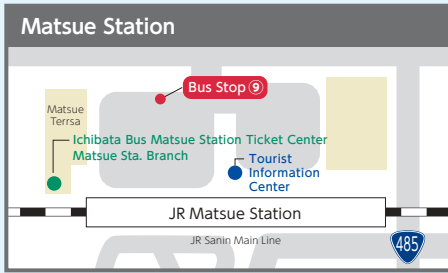 Matsue Station
Bus Stop ⑨
Matsue
Terrsa
Ichibata Bus Matsue Station Ticket Center
Matsue Sta. Branch
Tourist
Information
Center
JR Matsue Station
JR Sanin Main Line
485